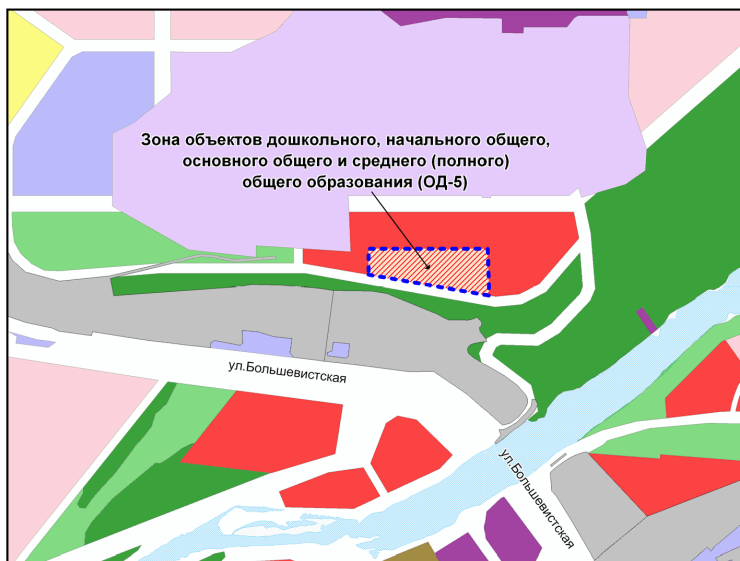 Зона объектов дошкольного, начального общего,
основного общего и среднего (полного)
общего образования (ОД-5)
ул.Большевистская
ул.Большевистская